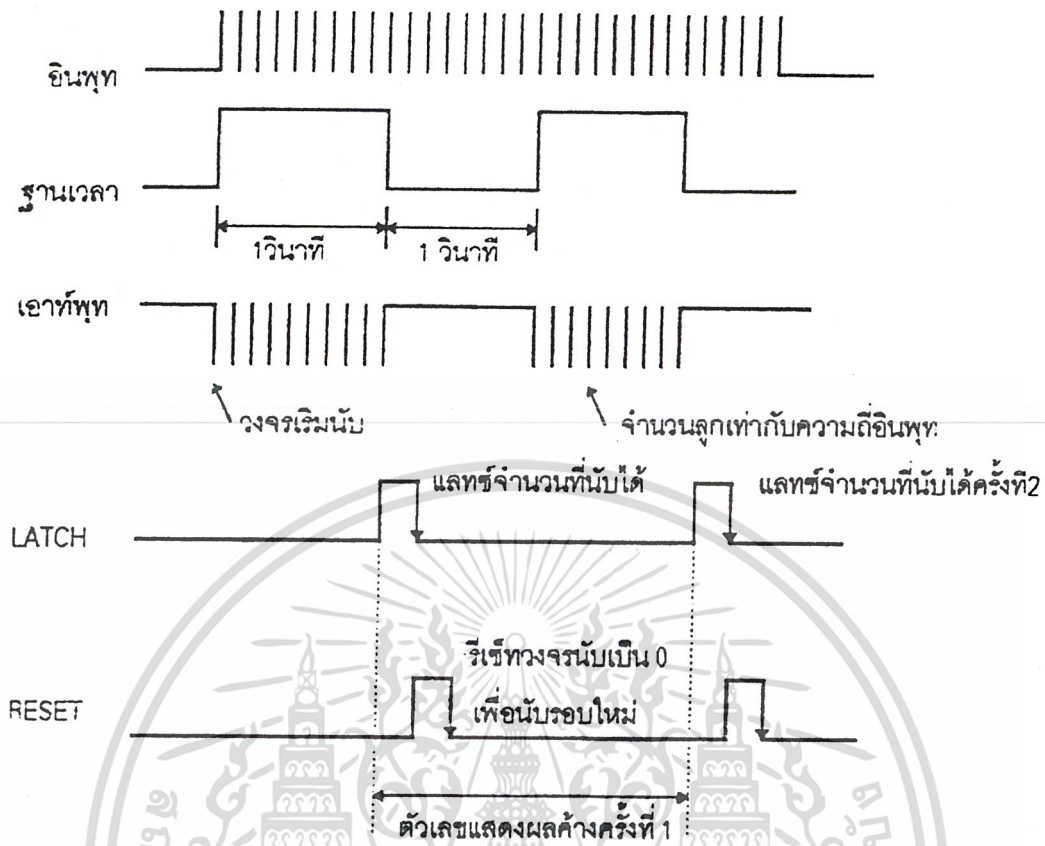 อินพุท
ฐานเวลา
1วินาที
1 วินาที
เอาท์พุท
วงจรเริ่มนับ
จำนวนลูกเท่ากับความถี่อินพุท
แลทซ์จำนวนที่นับได้
แลทซ์จำนวนที่นับได้ครั้งที่2
LATCH
รีเซ็ทวงจรนับเป็น 0
RESET
เพื่อนับรอบใหม่
ตัวเลขแสดงผลค้างครั้งที่ 1